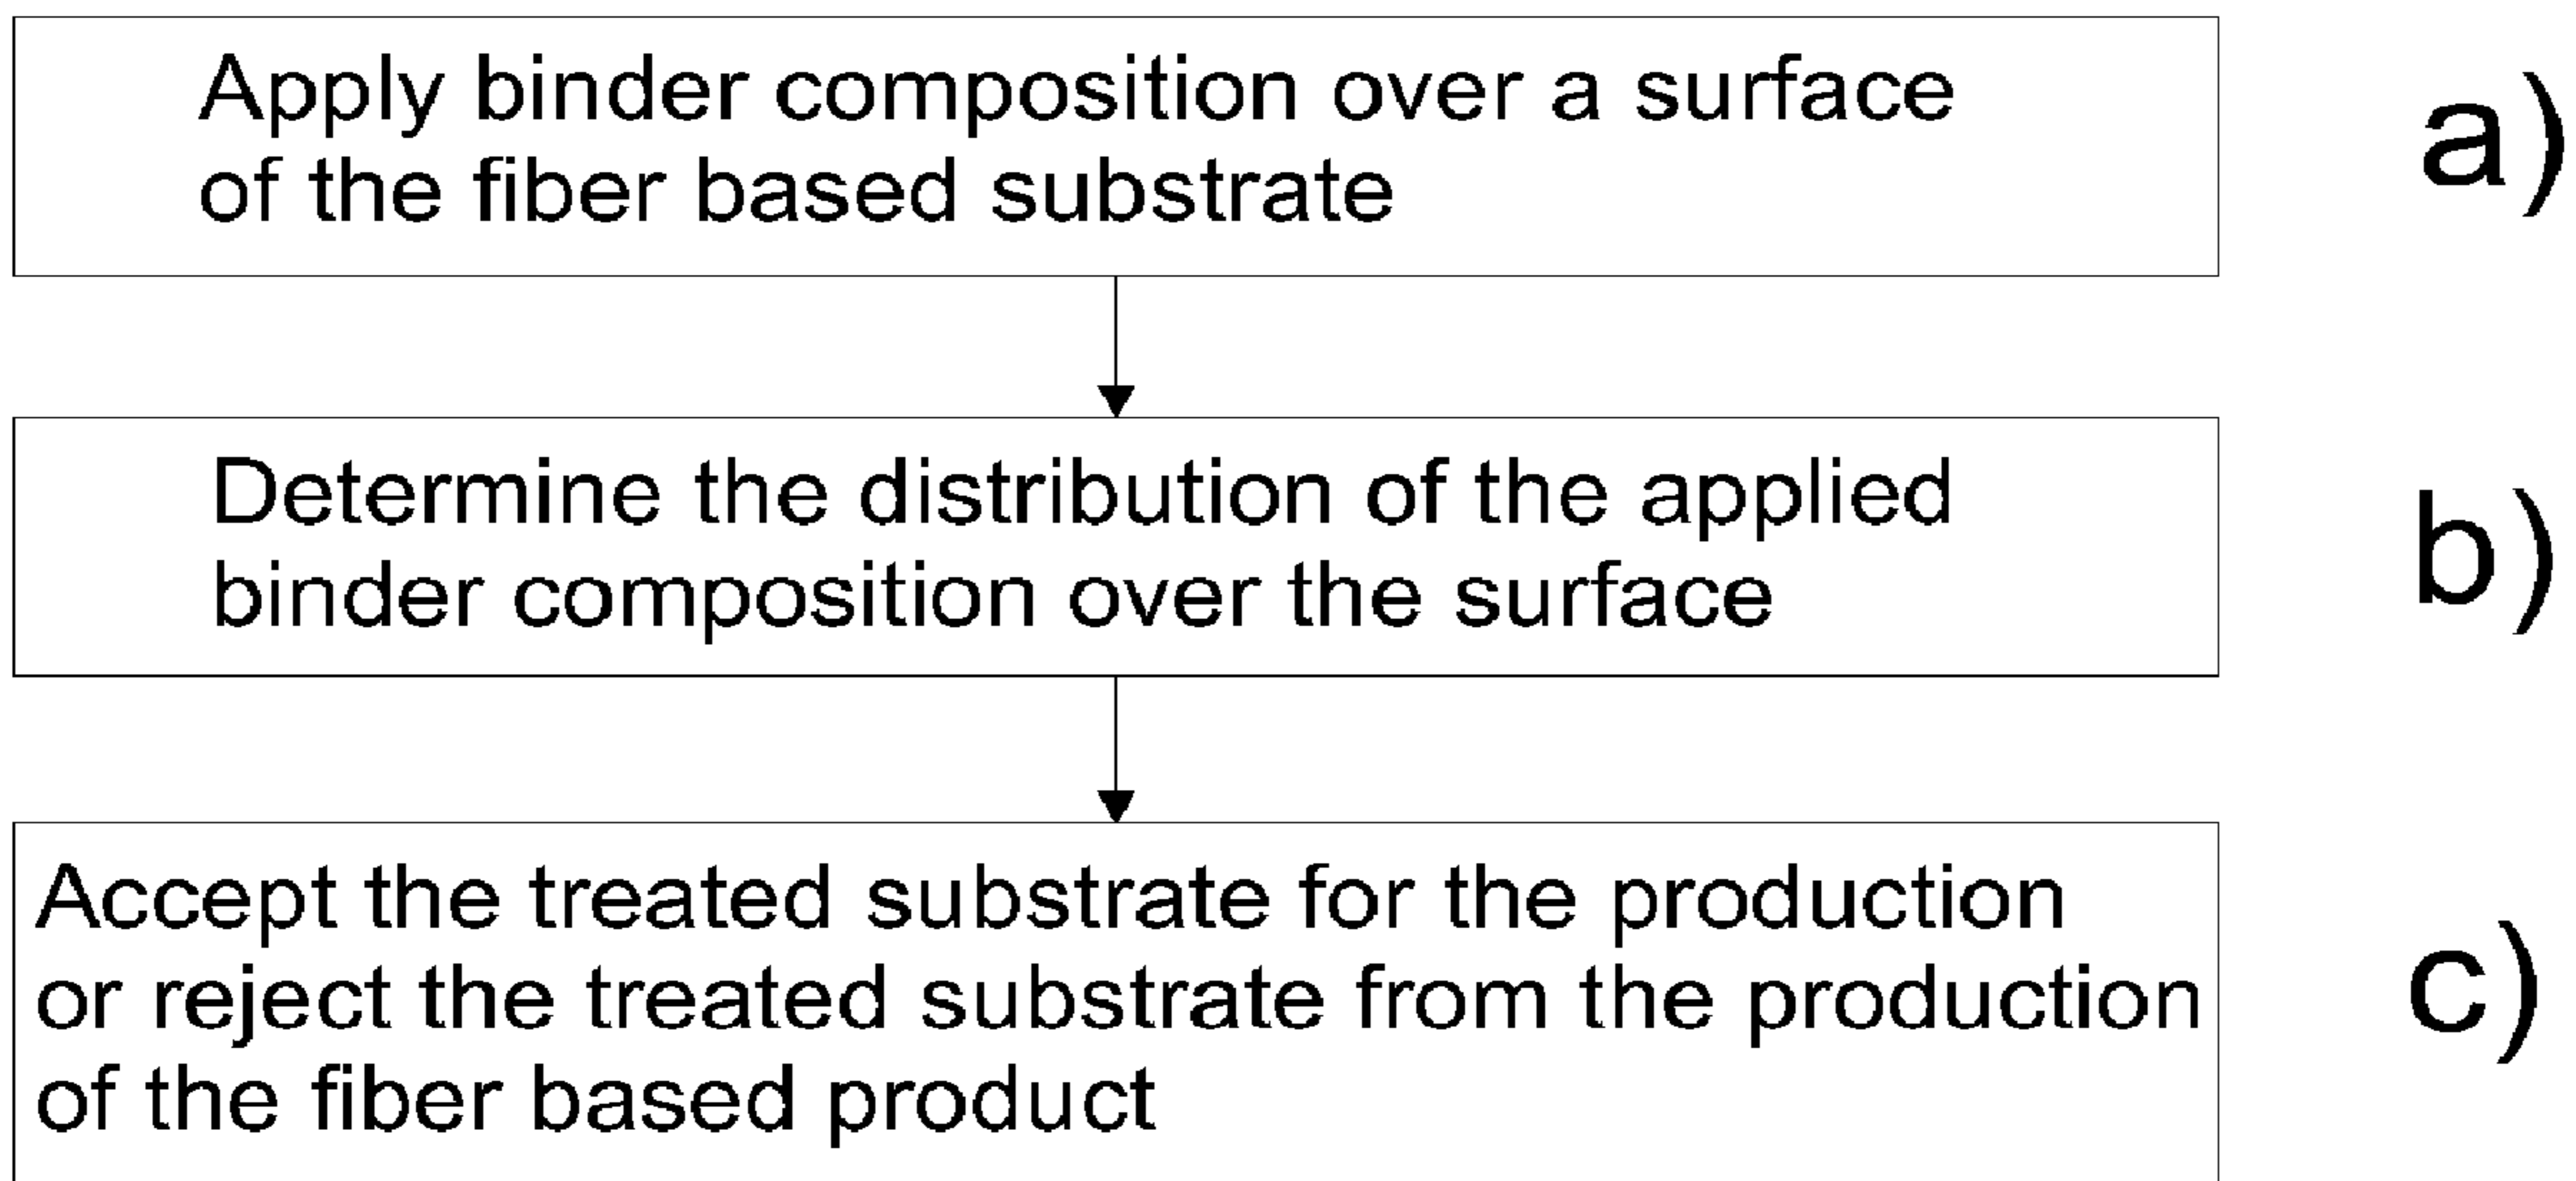 Apply binder composition over a surface
of the fiber based substrate
a)
Determine the distribution of the applied
binder composition over the surface
b)
Accept the treated substrate for the production
or reject the treated substrate from the production
of the fiber based product
c)